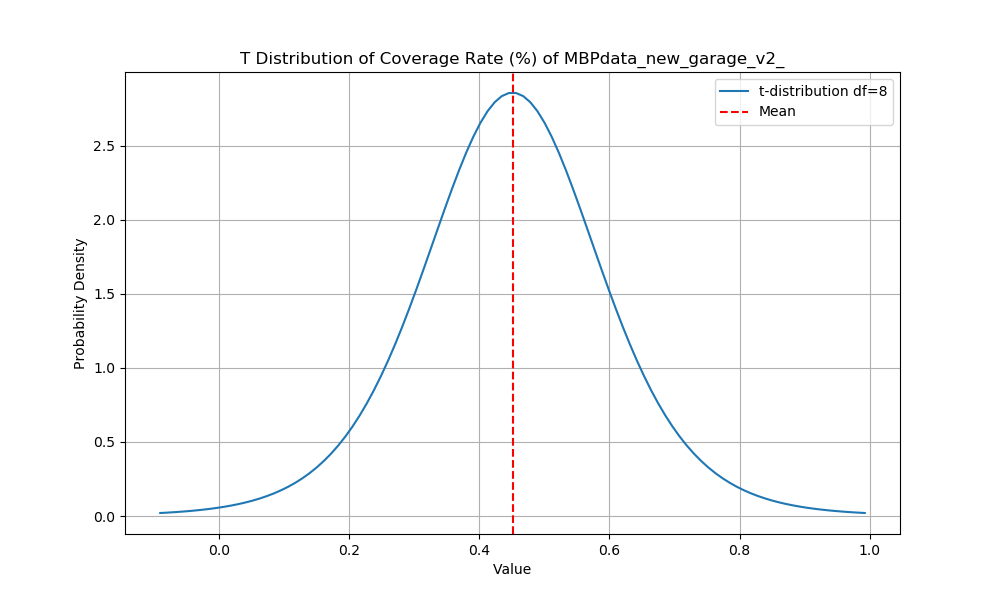 T Distribution of Coverage Rate (%) of MBPdata_new_garage_v2_
t-distribution df=8
Mean
Probability Density
2.5
2.0
1.5
1.0
0.5
0.0
0.0 0.2 0.4 0.6 0.8 1.0
Value